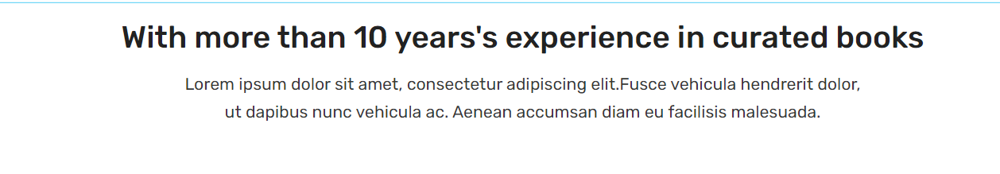 With more than 10 years's experience in curated books
Lorem ipsum dolor sit amet, consectetur adipiscing elit.Fusce vehicula hendrerit dolor,
ut dapibus nunc vehicula ac. Aenean accumsan diam eu facilisis malesuada.